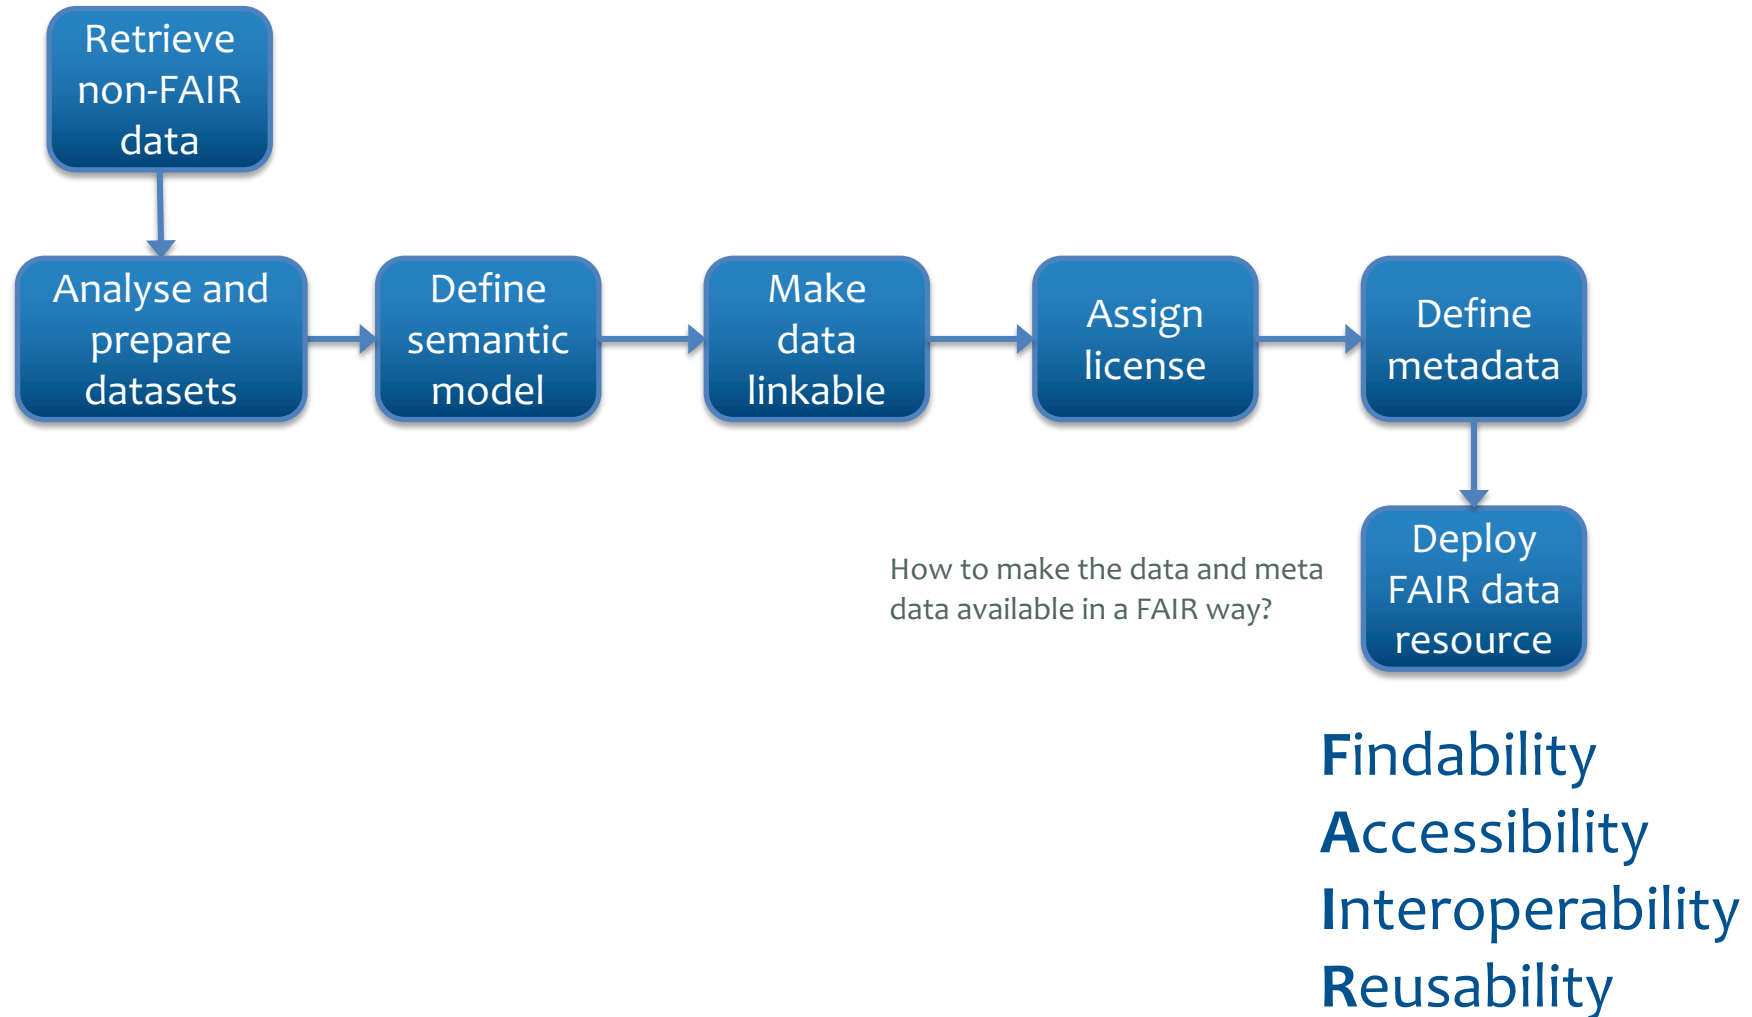 Retrieve
non-FAIR
data
Analyse and
prepare
datasets
Define
semantic
model
Make
data
linkable
Assign
license
Define
metadata
How to make the data and meta
data available in a FAIR way?
Deploy
FAIR data
resource
Findability
Accessibility
Interoperability
Reusability